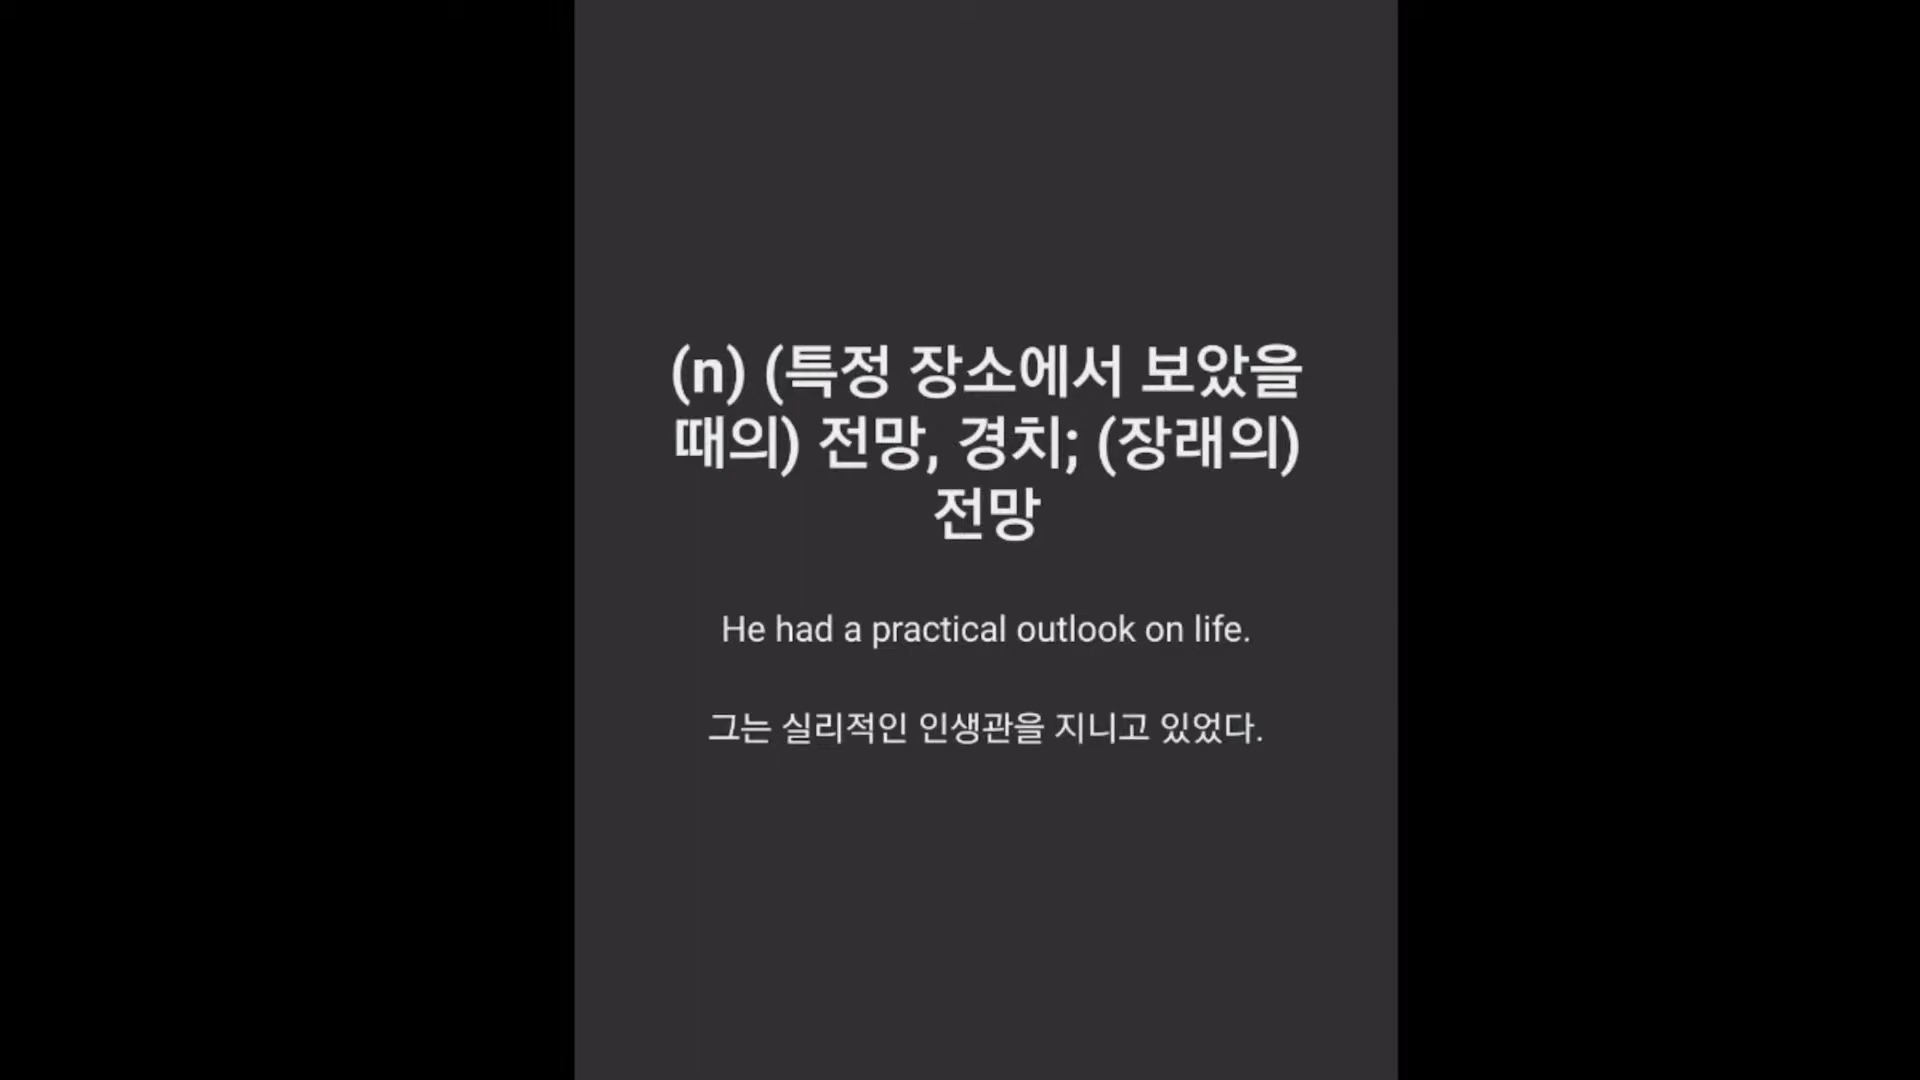 (n) (특정 장소에서 보았을
때의) 전망, 경치; (장래의)
전망
He had a practical outlook on life.
그는 실리적인 인생관을 지니고 있었다.